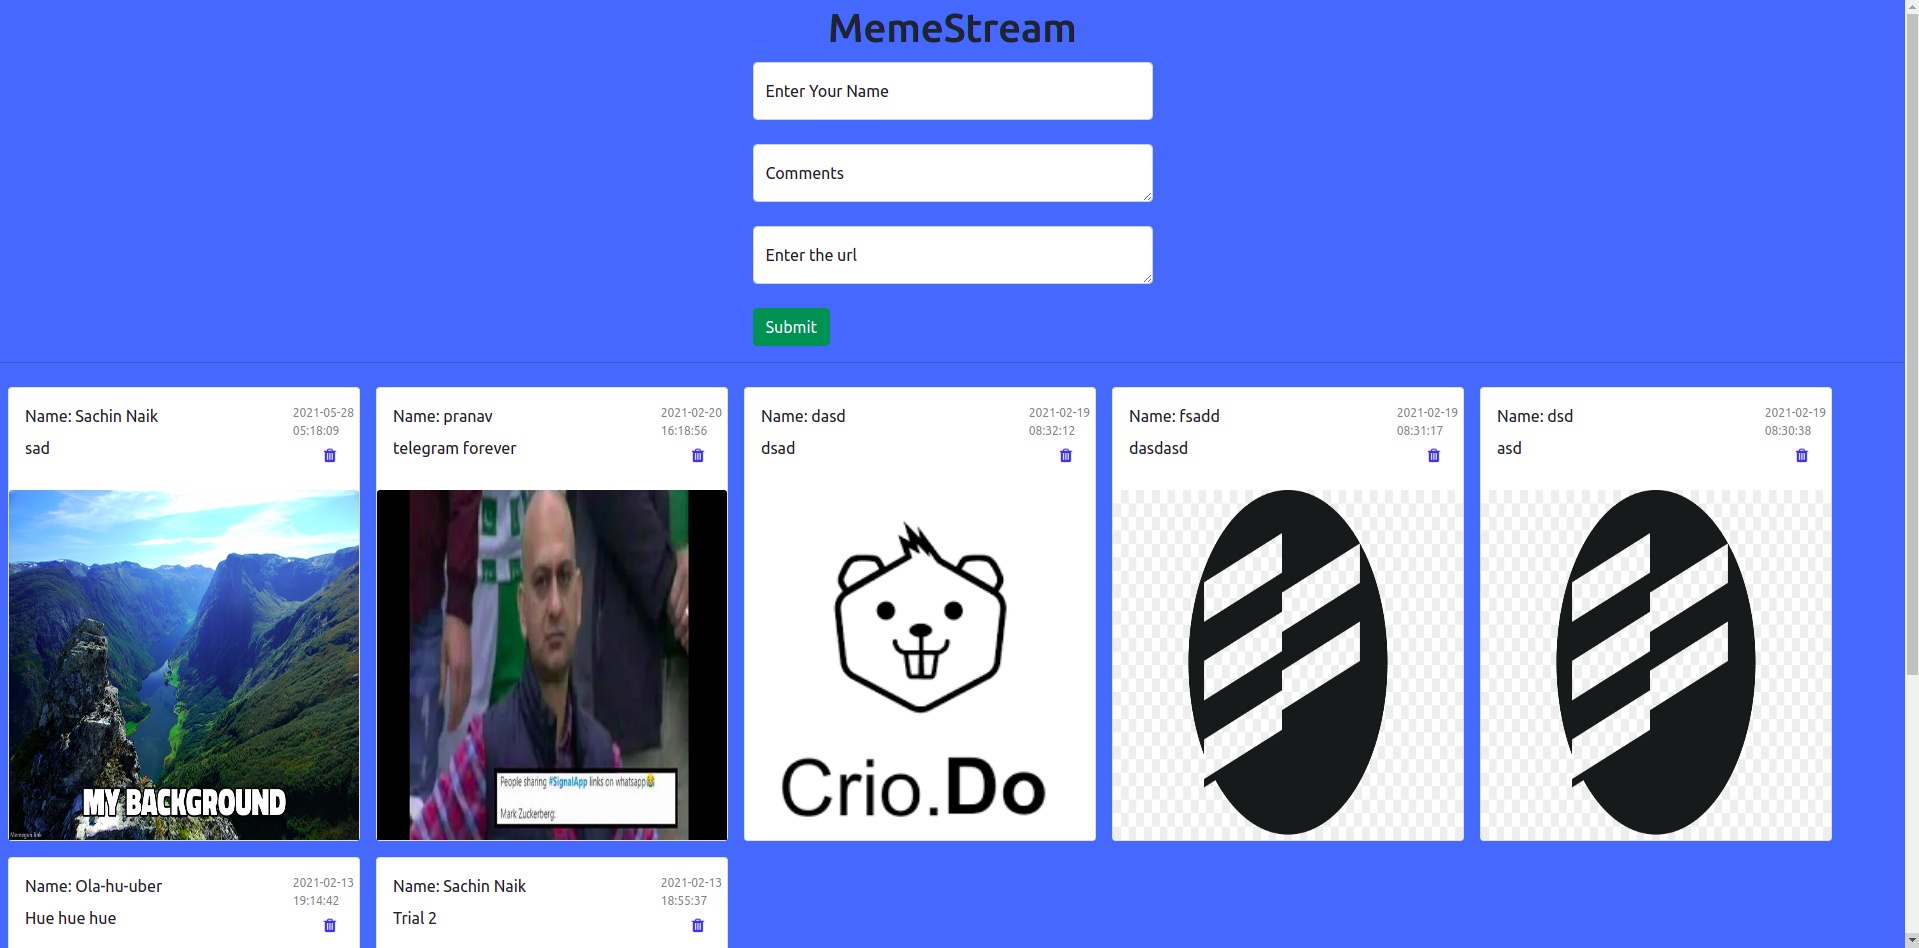 MemeStream
Enter Your Name
Comments
Enter the url
Submit
Name: Sachin Naik
2021-05-28
05:18:09
sad
MY BACKGROUND
Memegen.link
Name: pranav
2021-02-20
16:18:56
telegram forever
People sharing #SignalApp links on whatsapp😭
Mark Zuckerberg:
Name: dasd
2021-02-19
08:32:12
dsad
Crio.Do
Name: fsadd
2021-02-19
08:31:17
dasdasd
Name: dsd
2021-02-19
08:30:38
asd
Name: Ola-hu-uber
2021-02-13
19:14:42
Hue hue hue
Name: Sachin Naik
2021-02-13
18:55:37
Trial 2